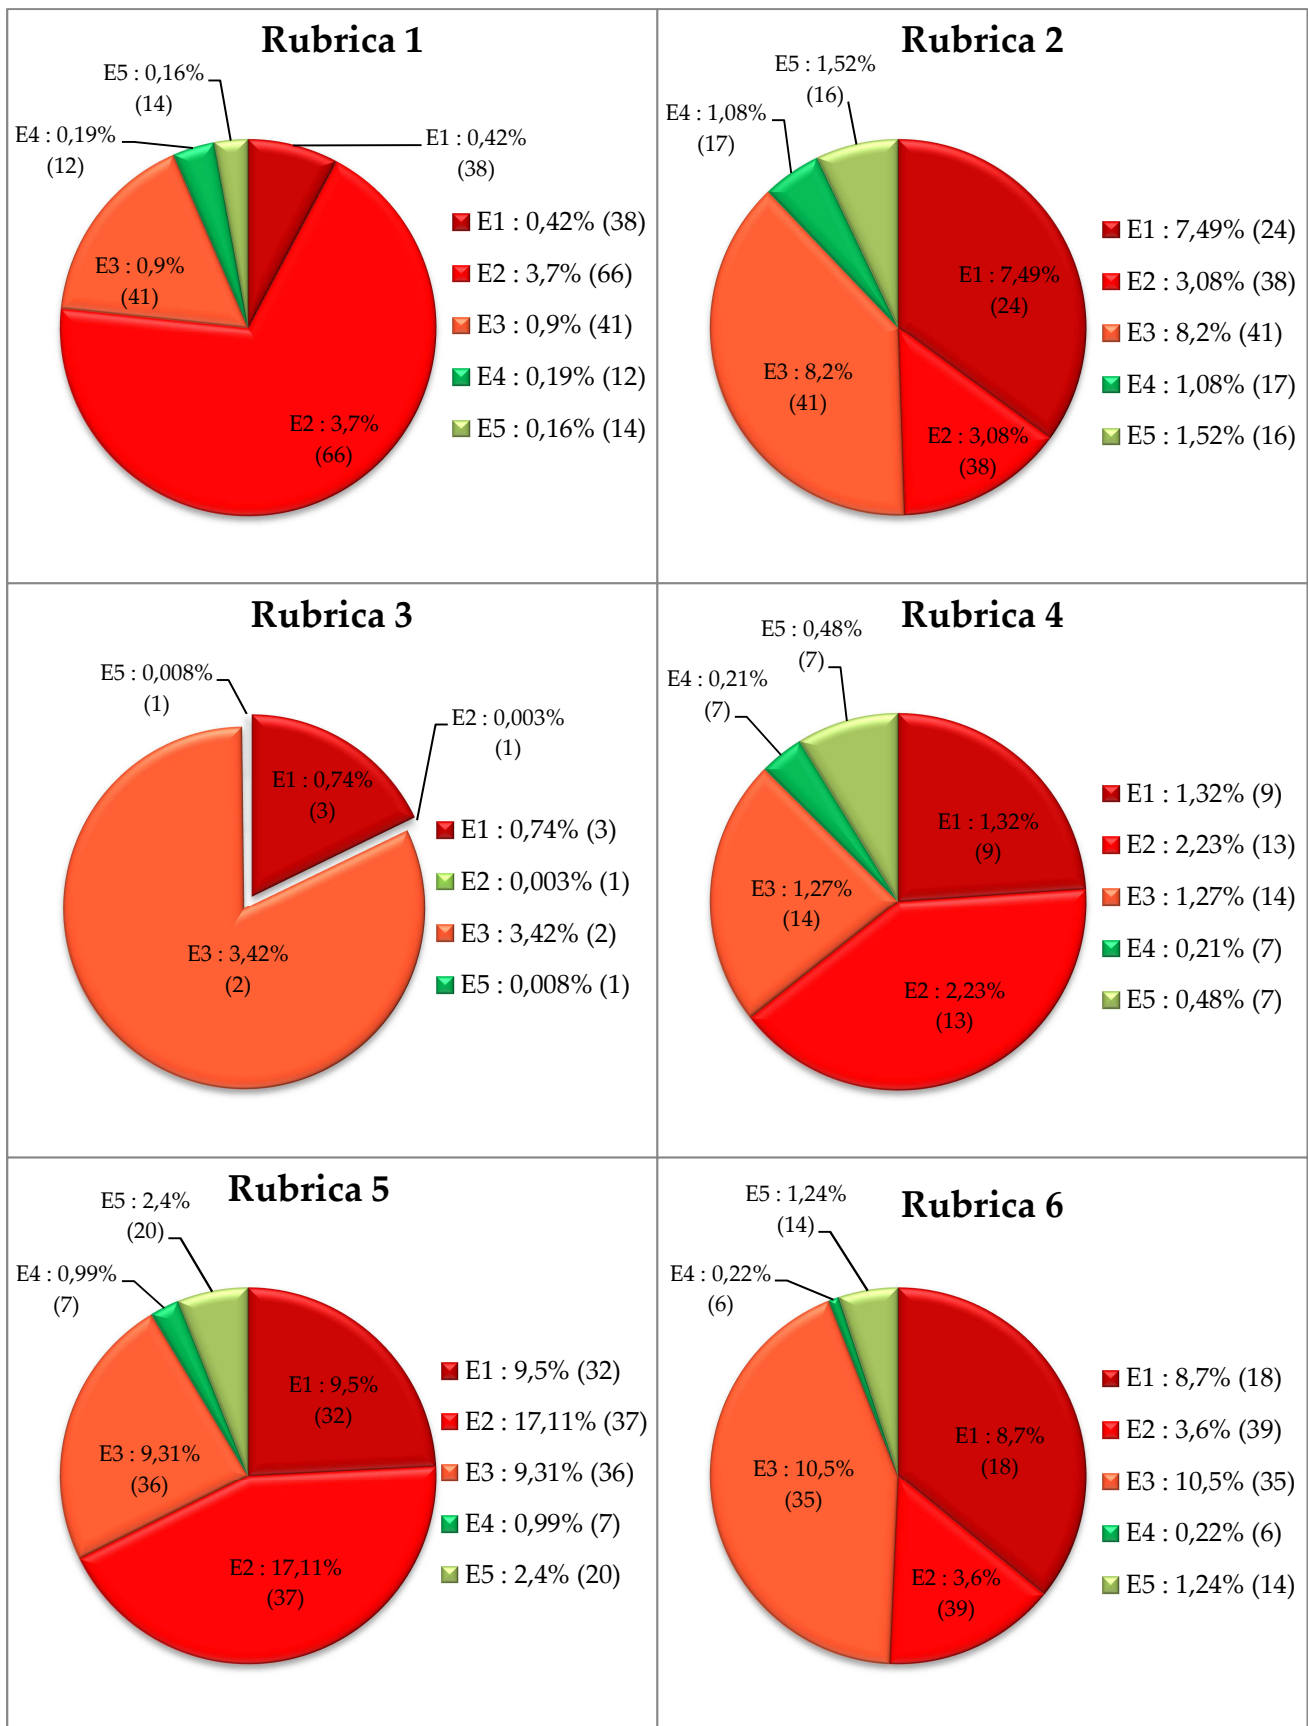 Rubrica 1
E5 : 0,16%
(14)
E4 : 0,19%
(12)
E1 : 0,42%
(38)
E3 : 0,9%
(41)
E2 : 3,7%
(66)
E1 : 0,42% (38)
E2 : 3,7% (66)
E3 : 0,9% (41)
E4 : 0,19% (12)
E5 : 0,16% (14)
Rubrica 2
E5 : 1,52%
(16)
E4 : 1,08%
(17)
E1 : 7,49%
(24)
E3 : 8,2%
(41)
E2 : 3,08%
(38)
E1 : 7,49% (24)
E2 : 3,08% (38)
E3 : 8,2% (41)
E4 : 1,08% (17)
E5 : 1,52% (16)
Rubrica 3
E5 : 0,008%
(1)
E2 : 0,003%
(1)
E1 : 0,74%
(3)
E3 : 3,42%
(2)
E1 : 0,74% (3)
E2 : 0,003% (1)
E3 : 3,42% (2)
E5 : 0,008% (1)
Rubrica 4
E5 : 0,48%
(7)
E4 : 0,21%
(7)
E1 : 1,32%
(9)
E3 : 1,27%
(14)
E2 : 2,23%
(13)
E1 : 1,32% (9)
E2 : 2,23% (13)
E3 : 1,27% (14)
E4 : 0,21% (7)
E5 : 0,48% (7)
Rubrica 5
E5 : 2,4%
(20)
E4 : 0,99%
(7)
E1 : 9,5%
(32)
E3 : 9,31%
(36)
E2 : 17,11%
(37)
E1 : 9,5% (32)
E2 : 17,11% (37)
E3 : 9,31% (36)
E4 : 0,99% (7)
E5 : 2,4% (20)
Rubrica 6
E5 : 1,24%
(14)
E4 : 0,22%
(6)
E1 : 8,7%
(18)
E3 : 10,5%
(35)
E2 : 3,6%
(39)
E1 : 8,7% (18)
E2 : 3,6% (39)
E3 : 10,5% (35)
E4 : 0,22% (6)
E5 : 1,24% (14)